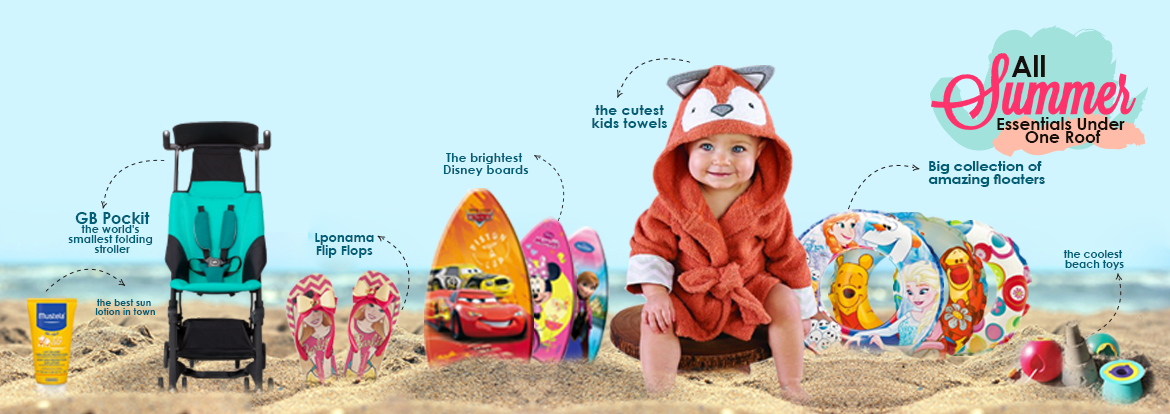 All
Summer
Essentials Under
One Roof
the cutest
kids towels
The brightest
Disney boards
Big collection of
amazing floaters
GB Pockit
the world's
smallest folding
stroller
Lponama
Flip Flops
the coolest
beach toys
the best sun
lotion in town
mustela